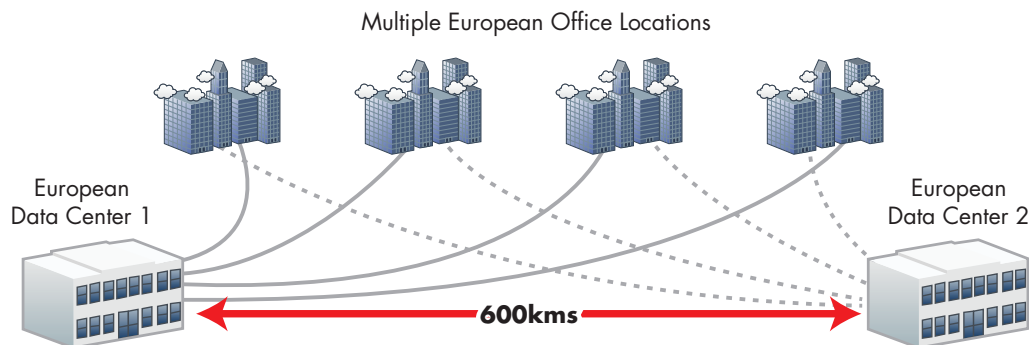 Multiple European Office Locations
European
Data Center 1
European
Data Center 2
600kms